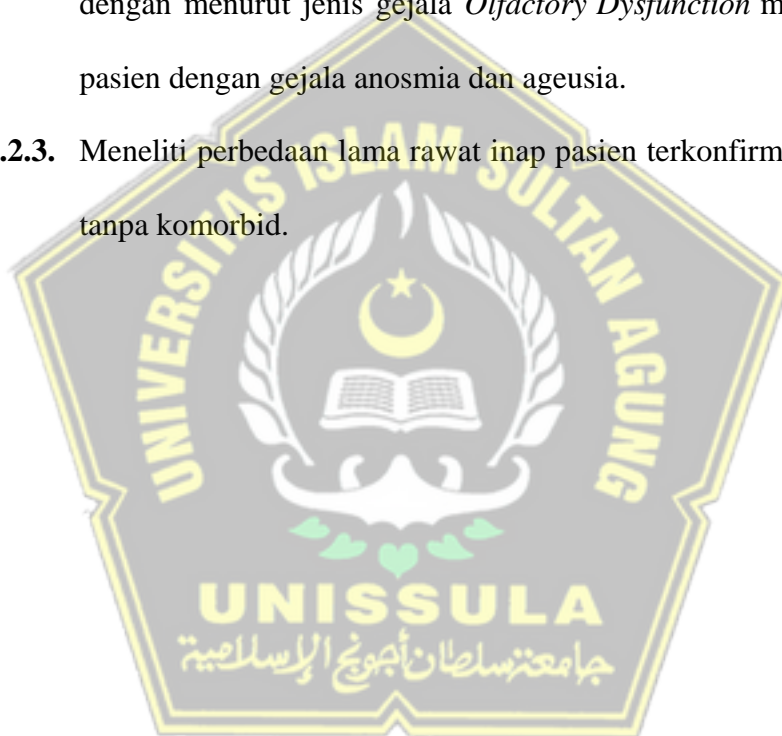 dengan menurut jenis gejala Olfactory Dysfunction m
pasien dengan gejala anosmia dan ageusia.
.2.3. Meneliti perbedaan lama rawat inap pasien terkonfirm
tanpa komorbid.
UNIVERSITAS ISLAM SULTAN AGUNG
UNISSULA
جامعة سلطان أجونج الإسلامية